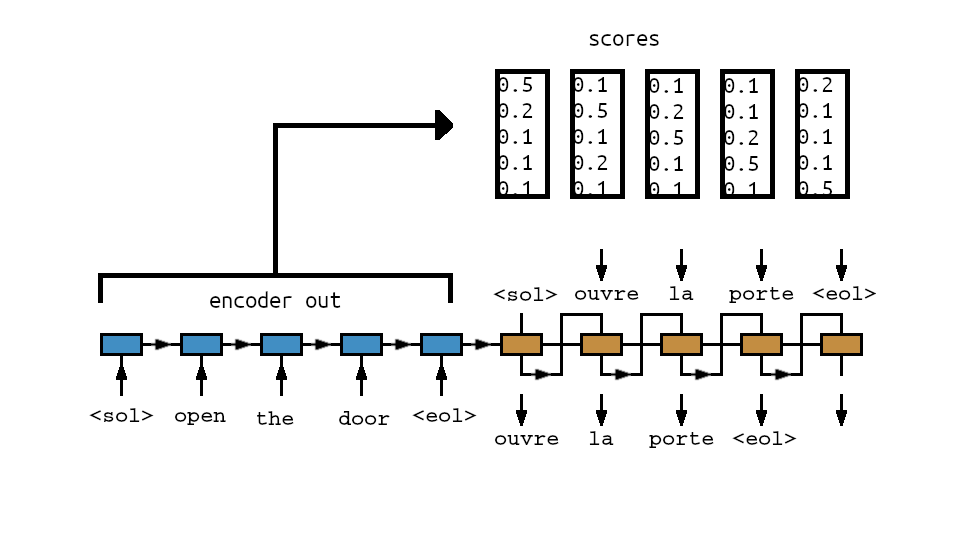 scores
0.5 0.1 0.1 0.1 0.2
0.2 0.5 0.2 0.1 0.1
0.1 0.1 0.5 0.2 0.1
0.1 0.2 0.1 0.5 0.1
0.1 0.1 0.1 0.1 0.5
<sol> ouvre la porte <eol>
encoder out
<sol> open the door <eol>
ouvre la porte <eol>